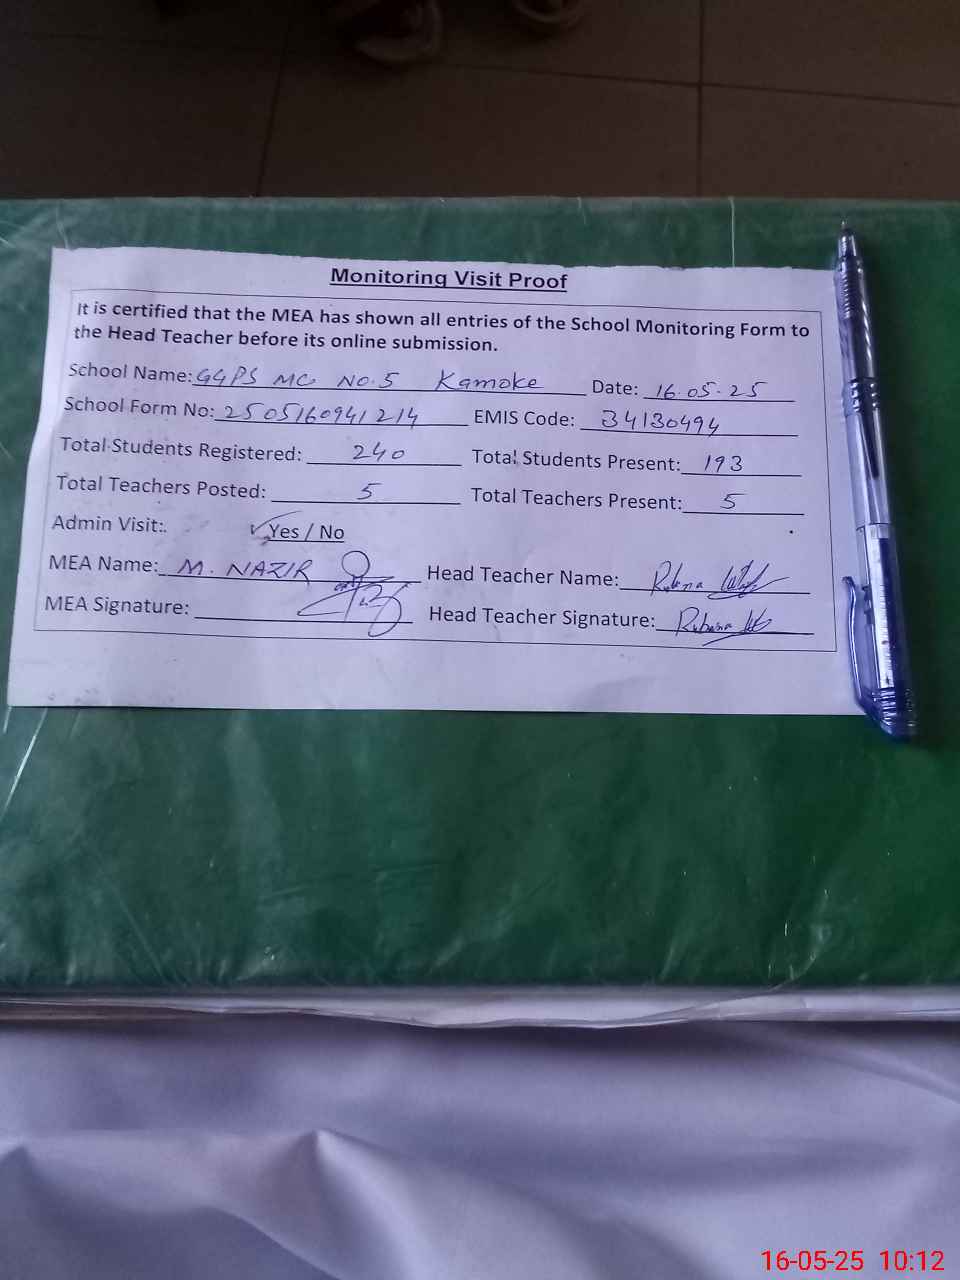 Monitoring Visit Proof
It is certified that the MEA has shown all entries of the School Monitoring Form to
the Head Teacher before its online submission.
School Name: GGPS MC NO.5 Kamoke Date: 16.05.25
School Form No: 2505160941214 EMIS Code: 34130494
Total Students Registered: 240 Total Students Present: 193
Total Teachers Posted: 5 Total Teachers Present: 5
Admin Visit: Yes / No
MEA Name: M. NAZIR Head Teacher Name: Rubana
MEA Signature: Head Teacher Signature: Rubana
16-05-25 10:12